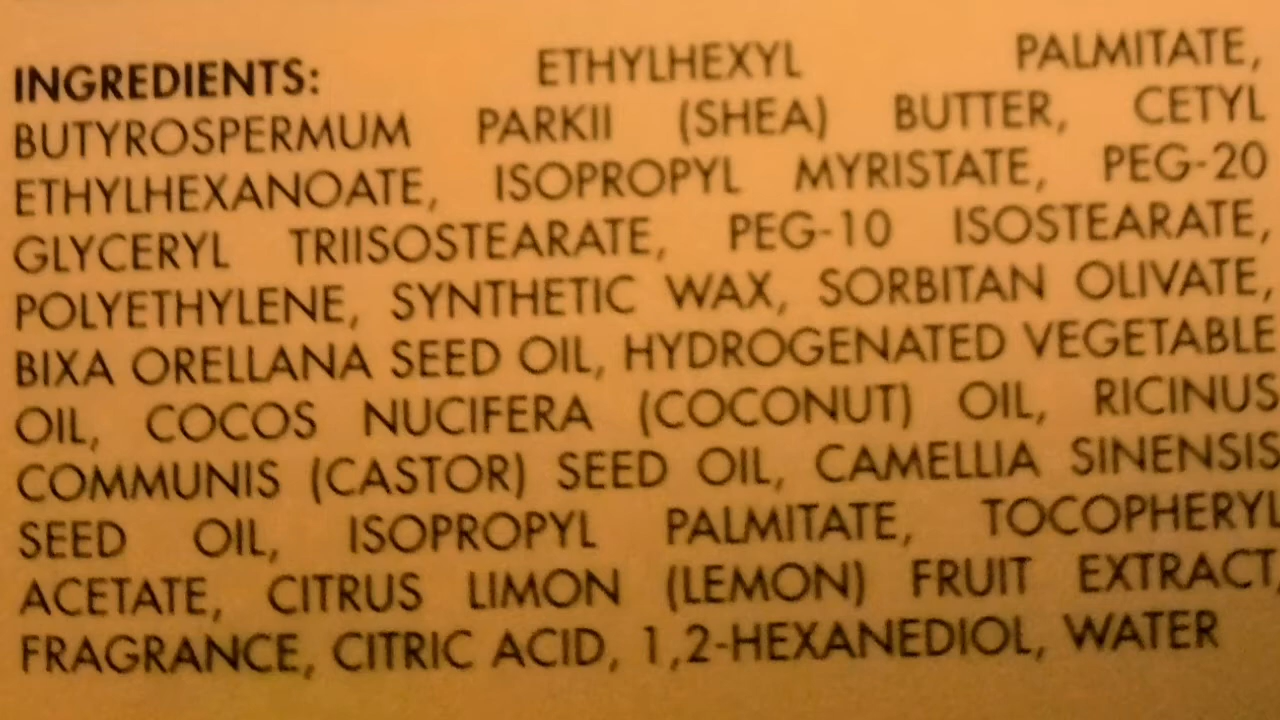 INGREDIENTS: ETHYLHEXYL PALMITATE,
BUTYROSPERMUM PARKII (SHEA) BUTTER, CETYL
ETHYLHEXANOATE, ISOPROPYL MYRISTATE, PEG-20
GLYCERYL TRIISOSTEARATE, PEG-10 ISOSTEARATE,
POLYETHYLENE, SYNTHETIC WAX, SORBITAN OLIVATE,
BIXA ORELLANA SEED OIL, HYDROGENATED VEGETABLE
OIL, COCOS NUCIFERA (COCONUT) OIL, RICINUS
COMMUNIS (CASTOR) SEED OIL, CAMELLIA SINENSIS
SEED OIL, ISOPROPYL PALMITATE, TOCOPHERYL
ACETATE, CITRUS LIMON (LEMON) FRUIT EXTRACT,
FRAGRANCE, CITRIC ACID, 1,2-HEXANEDIOL, WATER